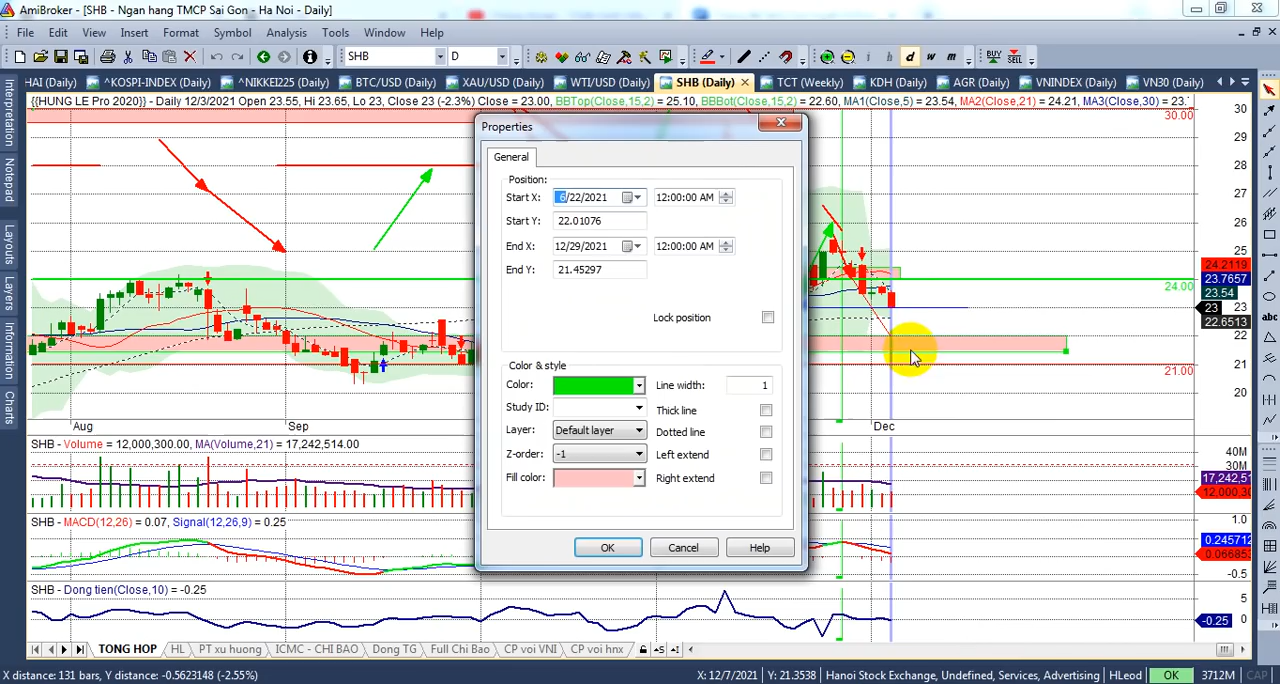 AmiBroker - [SHB - Ngan hang TMCP Sai Gon - Ha Noi - Daily]
File Edit View Insert Format Symbol Analysis Tools Window Help
SHB D i h d w m BUY SELL
HAI (Daily) ^KOSPI-INDEX (Daily) ^NIKKEI225 (Daily) BTC/USD (Daily) XAU/USD (Daily) WTI/USD (Daily) SHB (Daily) TCT (Weekly) KDH (Daily) AGR (Daily) VNINDEX (Daily) VN30 (Daily)
{{HUNG LE Pro 2020}} - Daily 12/3/2021 Open 23.55, Hi 23.65, Lo 23, Close 23 (-2.3%) Close = 23.00, BBTop(Close,15,2) = 25.10, BBBot(Close,15,2) = 22.60, MA1(Close,5) = 23.54, MA2(Close,21) = 24.21, MA3(Close,30) = 23.
Interpretation
Notepad
Layouts
Layers
Information
Charts
Properties
General
Position:
Start X: 6/22/2021 12:00:00 AM
Start Y: 22.01076
End X: 12/29/2021 12:00:00 AM
End Y: 21.45297
Lock position
Color & style
Color: Line width: 1
Study ID: Thick line
Layer: Default layer Dotted line
Z-order: -1 Left extend
Fill color: Right extend
OK Cancel Help
30
30.00
29
28
27
26
25
24.2119
23.7657
24.00
23.54
23
23
22.6513
22
21
21.00
20
abc
Aug Sep Dec
SHB - Volume = 12,000,300.00, MA(Volume,21) = 17,242,514.00
40M
30M
17,242,51
12,000,30
SHB - MACD(12,26) = 0.07, Signal(12,26,9) = 0.25
1.0
0.245712
0.066853
-0.5
SHB - Dong tien(Close,10) = -0.25
5
0
-0.25
TONG HOP HL PT xu huong ICMC - CHI BAO Dong TG Full Chi Bao CP voi VNI CP voi hnx
X distance: 131 bars, Y distance: -0.5623148 (-2.55%) X: 12/7/2021 Y: 21.3538 Hanoi Stock Exchange, Undefined, Services, Advertising HLeod OK 3712M CAP